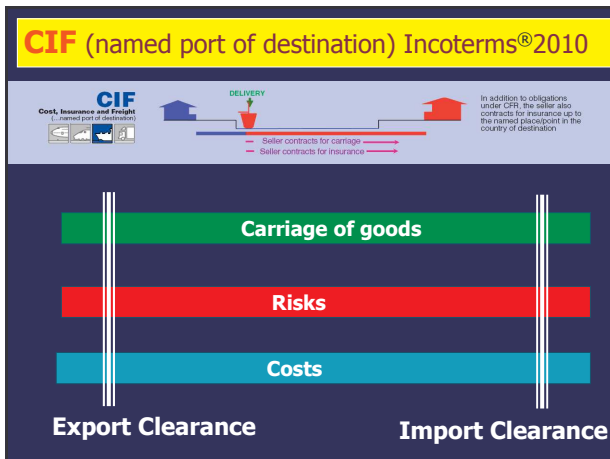 CIF (named port of destination) Incoterms®2010
CIF
Cost, Insurance and Freight
(...named port of destination)
DELIVERY
Seller contracts for carriage
Seller contracts for insurance
In addition to obligations
under CFR, the seller also
contracts for insurance up to
the named place/point in the
country of destination
Carriage of goods
Risks
Costs
Export Clearance
Import Clearance